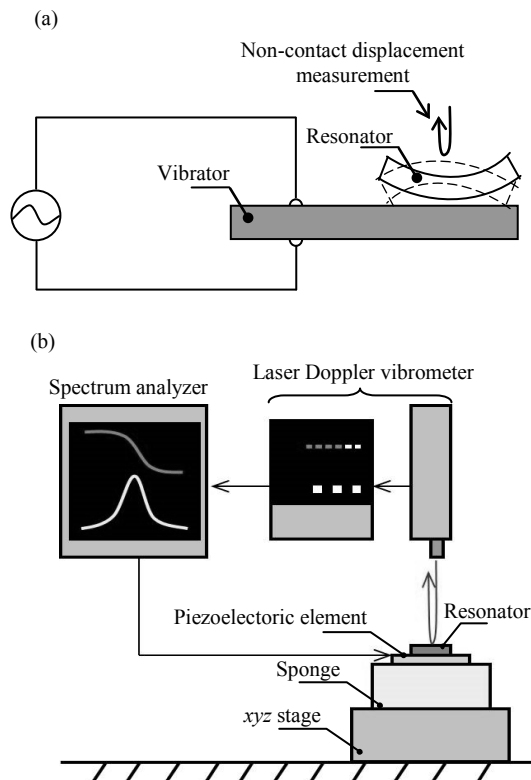 (a)
Non-contact displacement
measurement
Resonator
Vibrator
(b)
Laser Doppler vibrometer
Spectrum analyzer
Piezoelectoric element
Resonator
Sponge
xyz stage